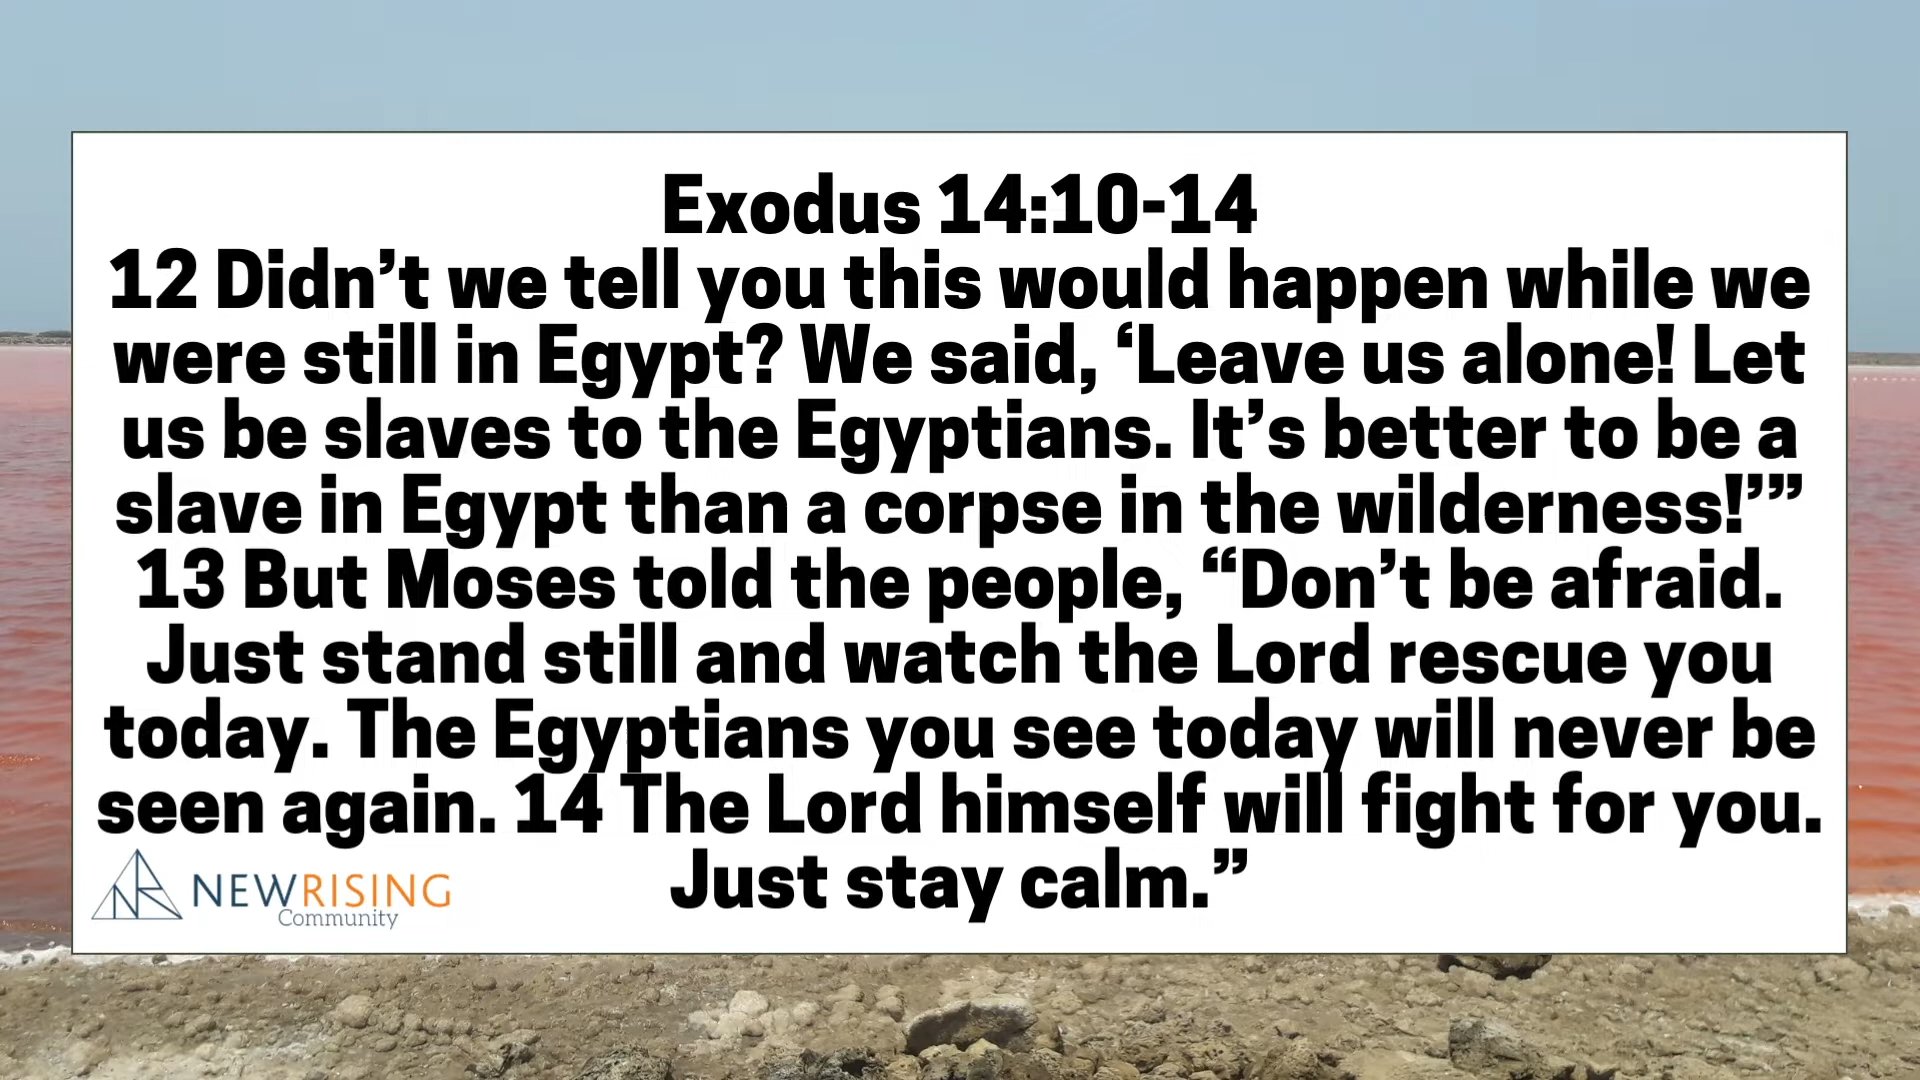 Exodus 14:10-14
12 Didn’t we tell you this would happen while we
were still in Egypt? We said, ‘Leave us alone! Let
us be slaves to the Egyptians. It’s better to be a
slave in Egypt than a corpse in the wilderness!’”
13 But Moses told the people, “Don’t be afraid.
Just stand still and watch the Lord rescue you
today. The Egyptians you see today will never be
seen again. 14 The Lord himself will fight for you.
Just stay calm.”
NEWRISING
Community